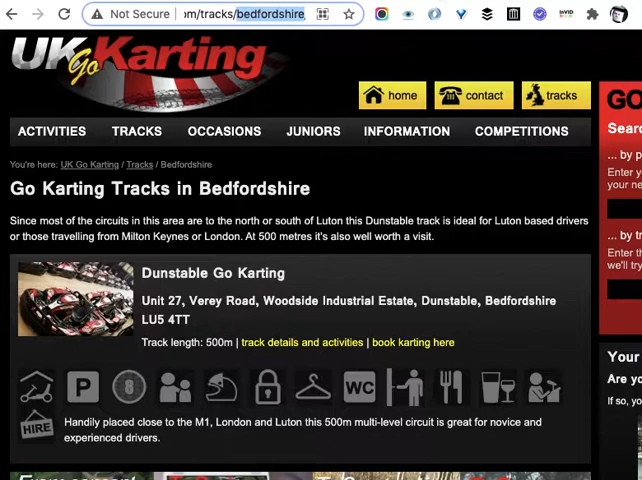 Not Secure
om/tracks/bedfordshire
UK Go Karting
home
contact
tracks
ACTIVITIES
TRACKS
OCCASIONS
JUNIORS
INFORMATION
COMPETITIONS
GO
Searc
... by p
Enter y
your ne
... by tr
Enter th
we'll try
You're here: UK Go Karting / Tracks / Bedfordshire
Go Karting Tracks in Bedfordshire
Since most of the circuits in this area are to the north or south of Luton this Dunstable track is ideal for Luton based drivers
or those travelling from Milton Keynes or London. At 500 metres it's also well worth a visit.
Dunstable Go Karting
Unit 27, Verey Road, Woodside Industrial Estate, Dunstable, Bedfordshire
LU5 4TT
Track length: 500m | track details and activities | book karting here
P
8
WC
HIRE
Handily placed close to the M1, London and Luton this 500m multi-level circuit is great for novice and
experienced drivers.
Your
Are yo
If so, yo